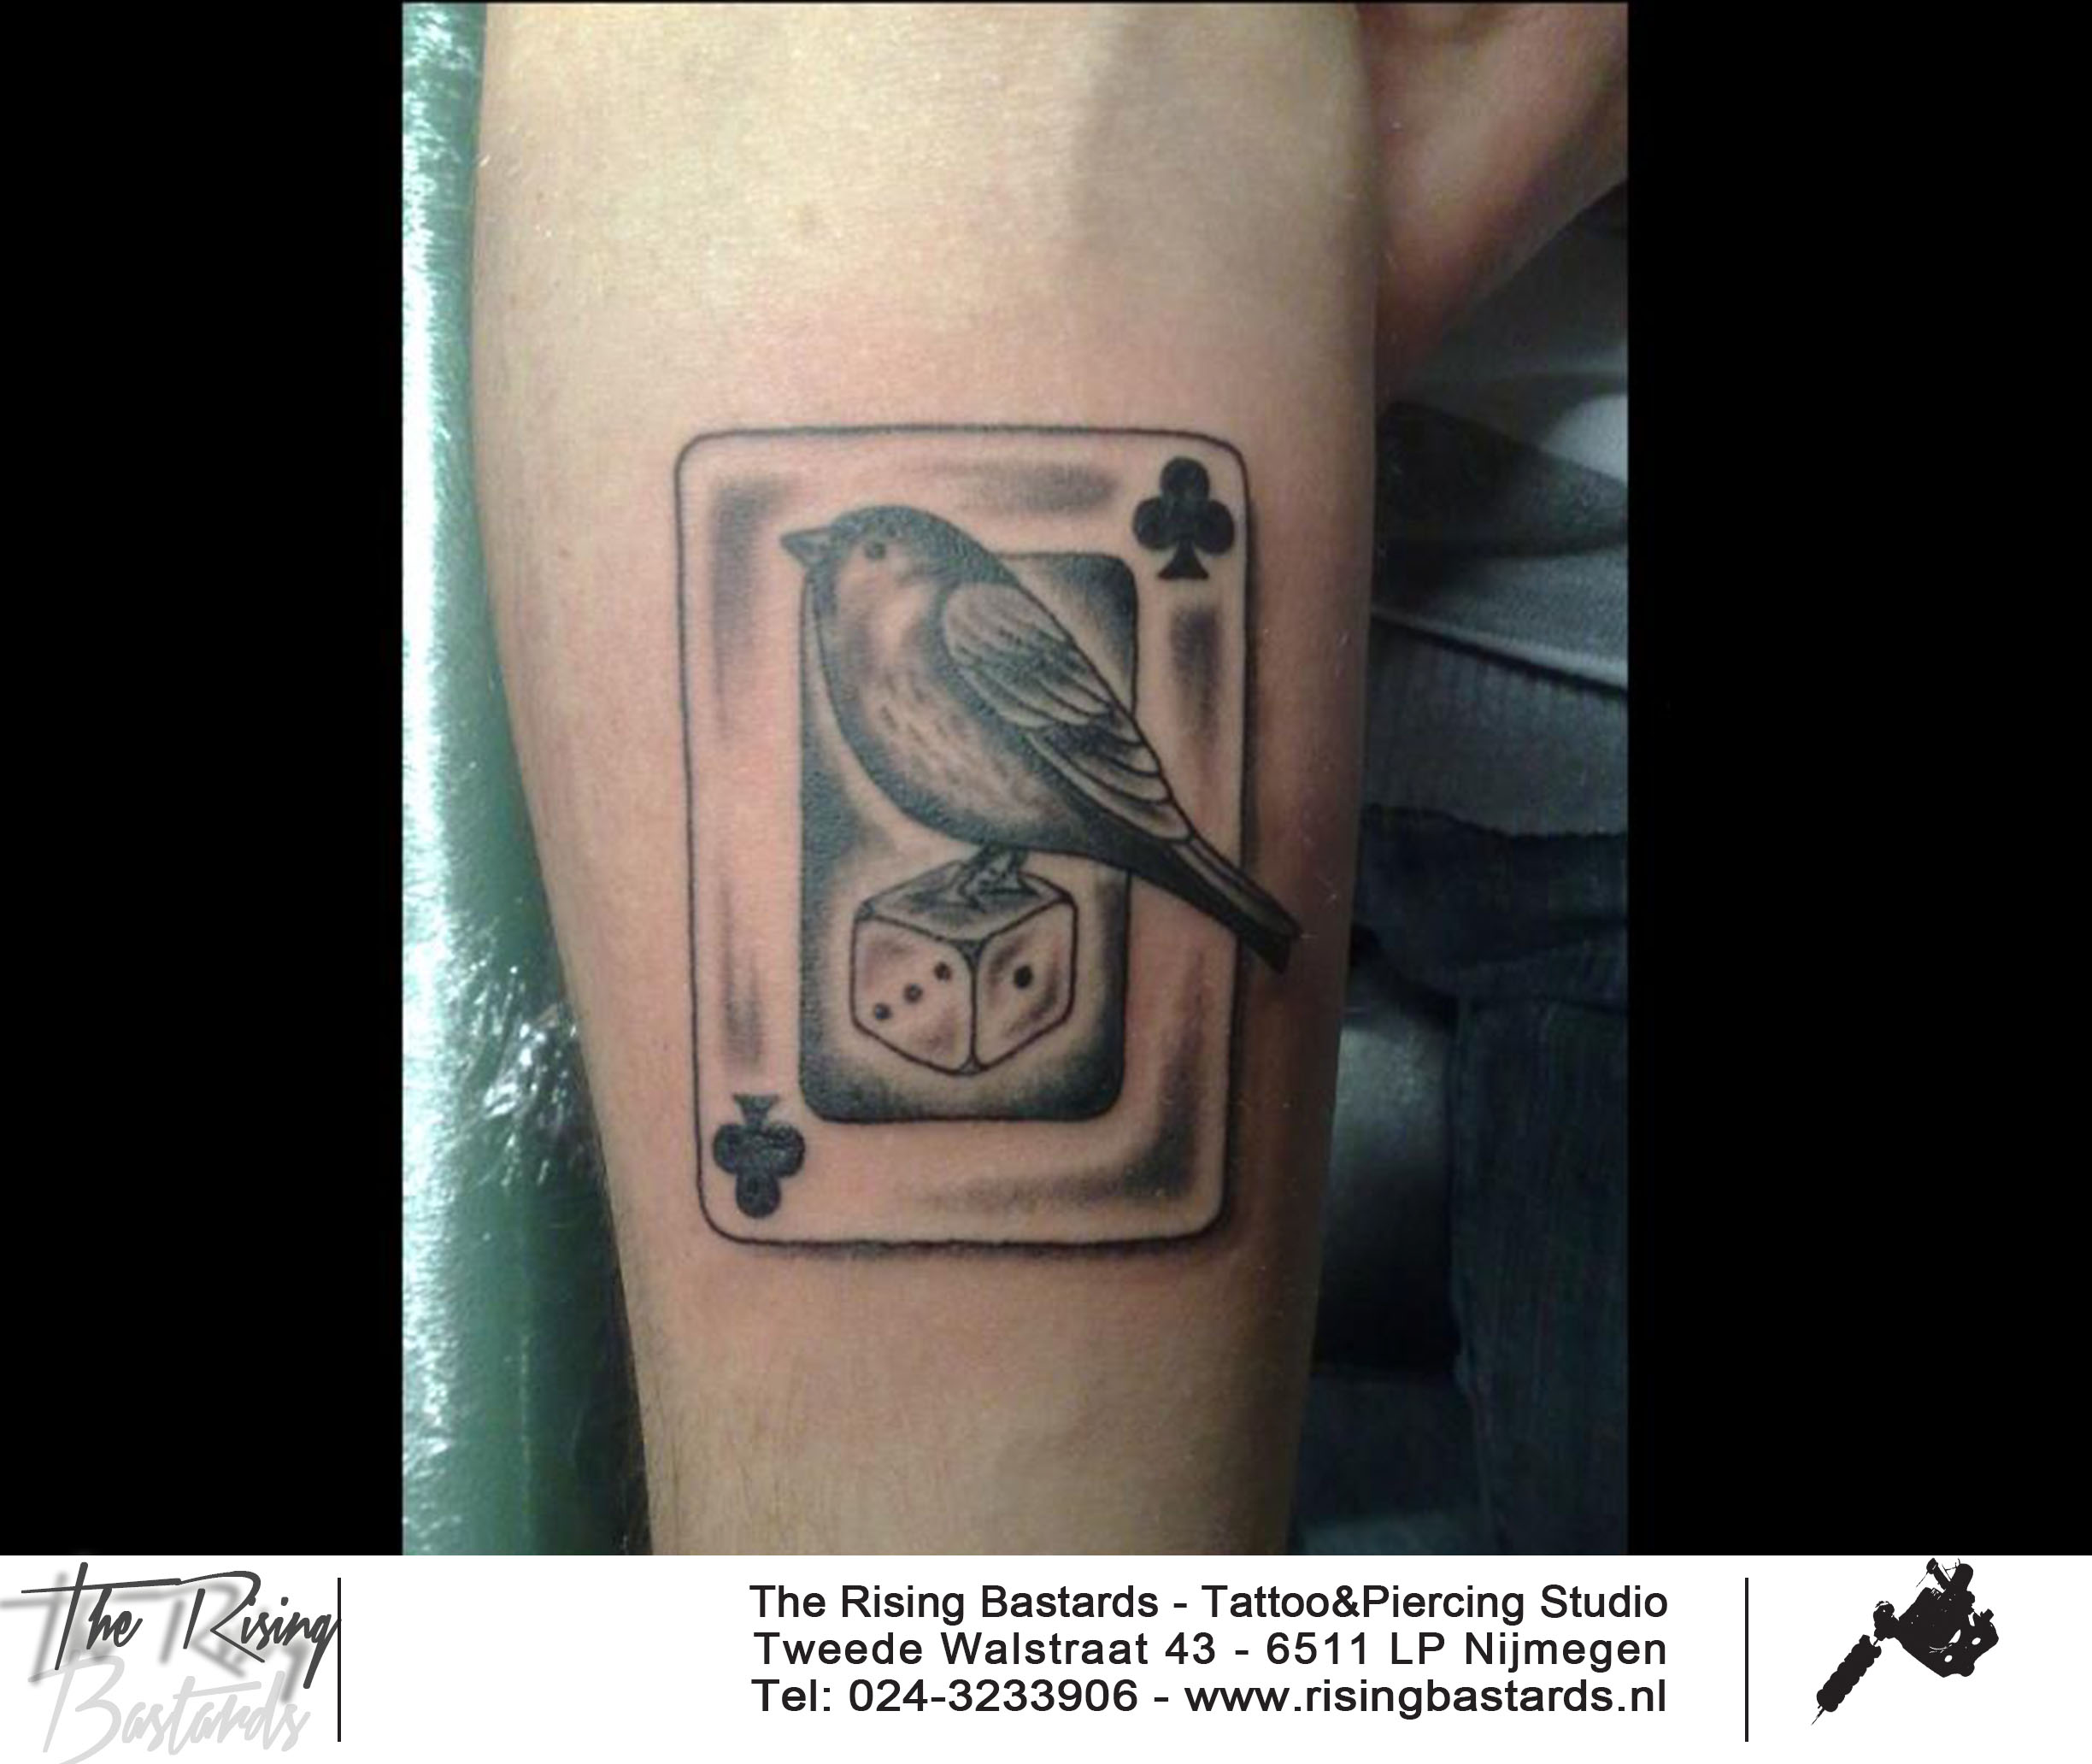 The Rising
Bastards
The Rising Bastards - Tattoo&Piercing Studio
Tweede Walstraat 43 - 6511 LP Nijmegen
Tel: 024-3233906 - www.risingbastards.nl